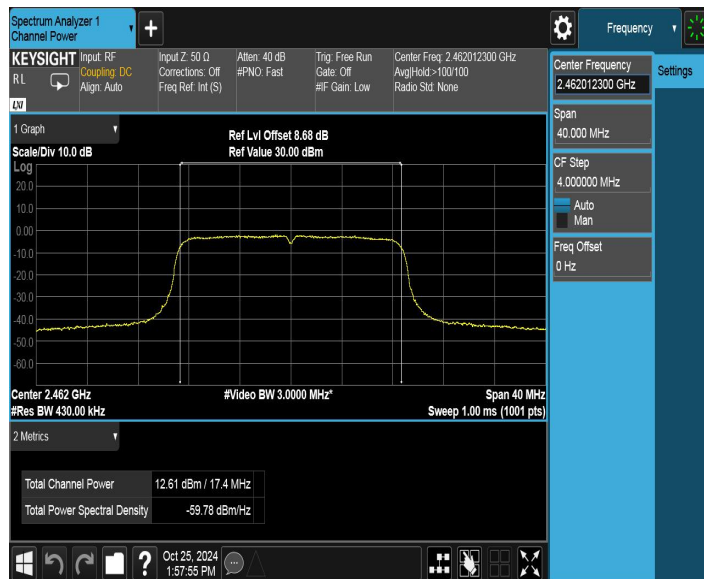 Spectrum Analyzer 1
Channel Power
+
Frequency
KEYSIGHT
RL
LXI
Input: RF
Coupling: DC
Align: Auto
Input Z: 50 Ω
Corrections: Off
Freq Ref: Int (S)
Atten: 40 dB
#PNO: Fast
Trig: Free Run
Gate: Off
#IF Gain: Low
Center Freq: 2.462012300 GHz
Avg|Hold:>100/100
Radio Std: None
Center Frequency
2.462012300 GHz
Settings
Span
40.000 MHz
CF Step
4.000000 MHz
Auto
Man
Freq Offset
0 Hz
1 Graph
Scale/Div 10.0 dB
Ref Lvl Offset 8.68 dB
Ref Value 30.00 dBm
Log
20.0
10.0
0.00
-10.0
-20.0
-30.0
-40.0
-50.0
-60.0
Center 2.462 GHz
#Video BW 3.0000 MHz*
Span 40 MHz
#Res BW 430.00 kHz
Sweep 1.00 ms (1001 pts)
2 Metrics
Total Channel Power 12.61 dBm / 17.4 MHz
Total Power Spectral Density -59.78 dBm/Hz
?
Oct 25, 2024
1:57:55 PM